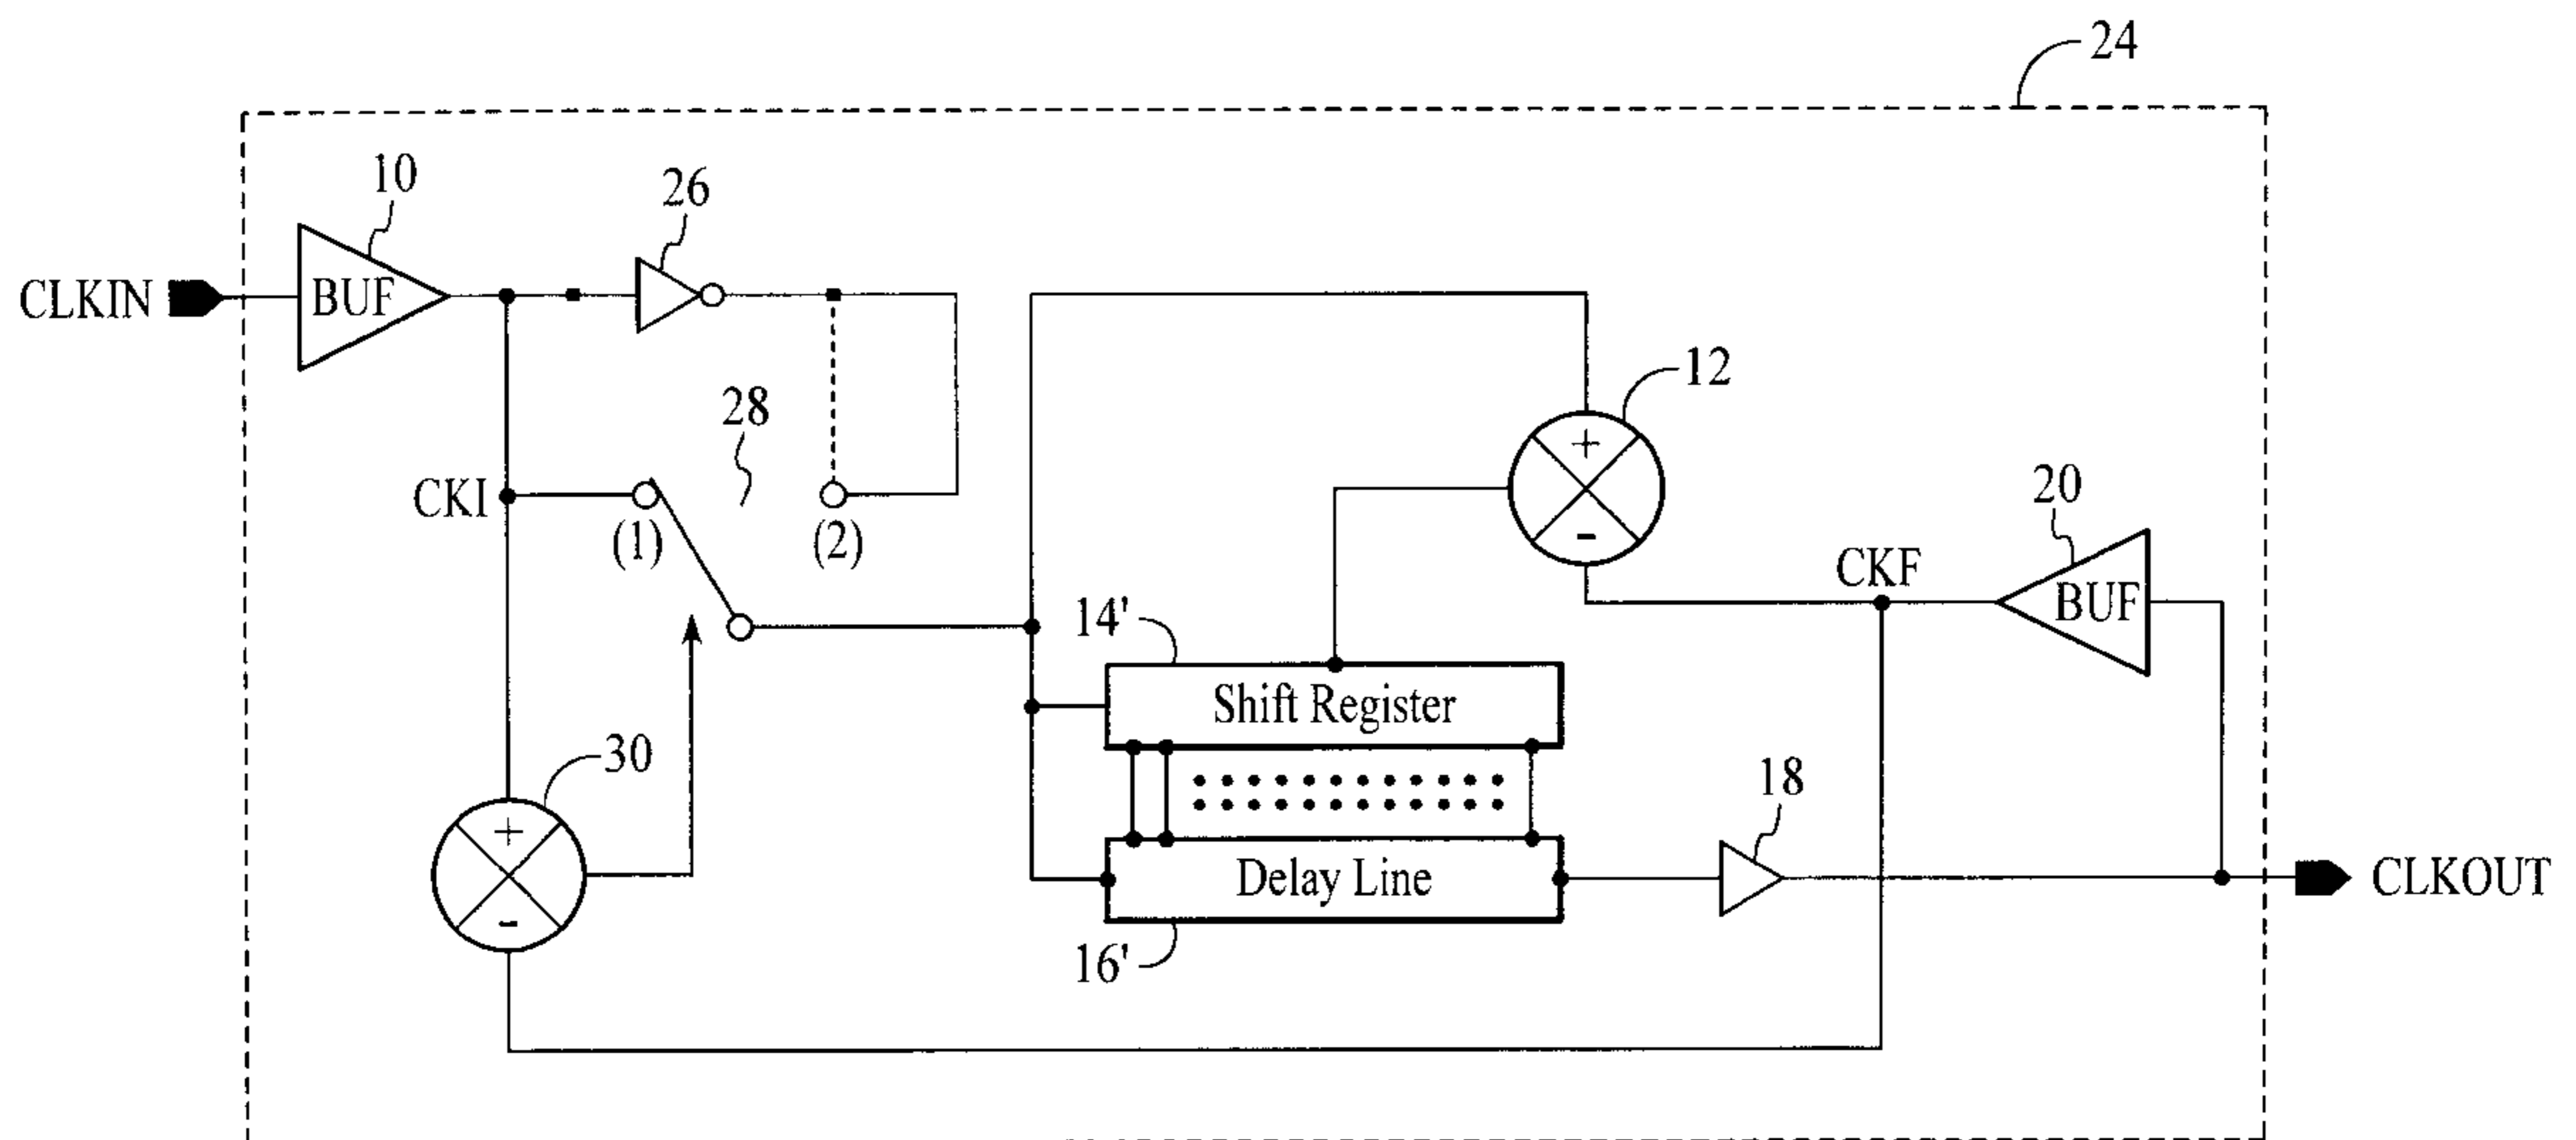 24
10
26
CLKIN
BUF
28
12
+
CKI
(1)
(2)
-
20
CKF
BUF
14'
Shift Register
30
+
18
Delay Line
CLKOUT
-
16'